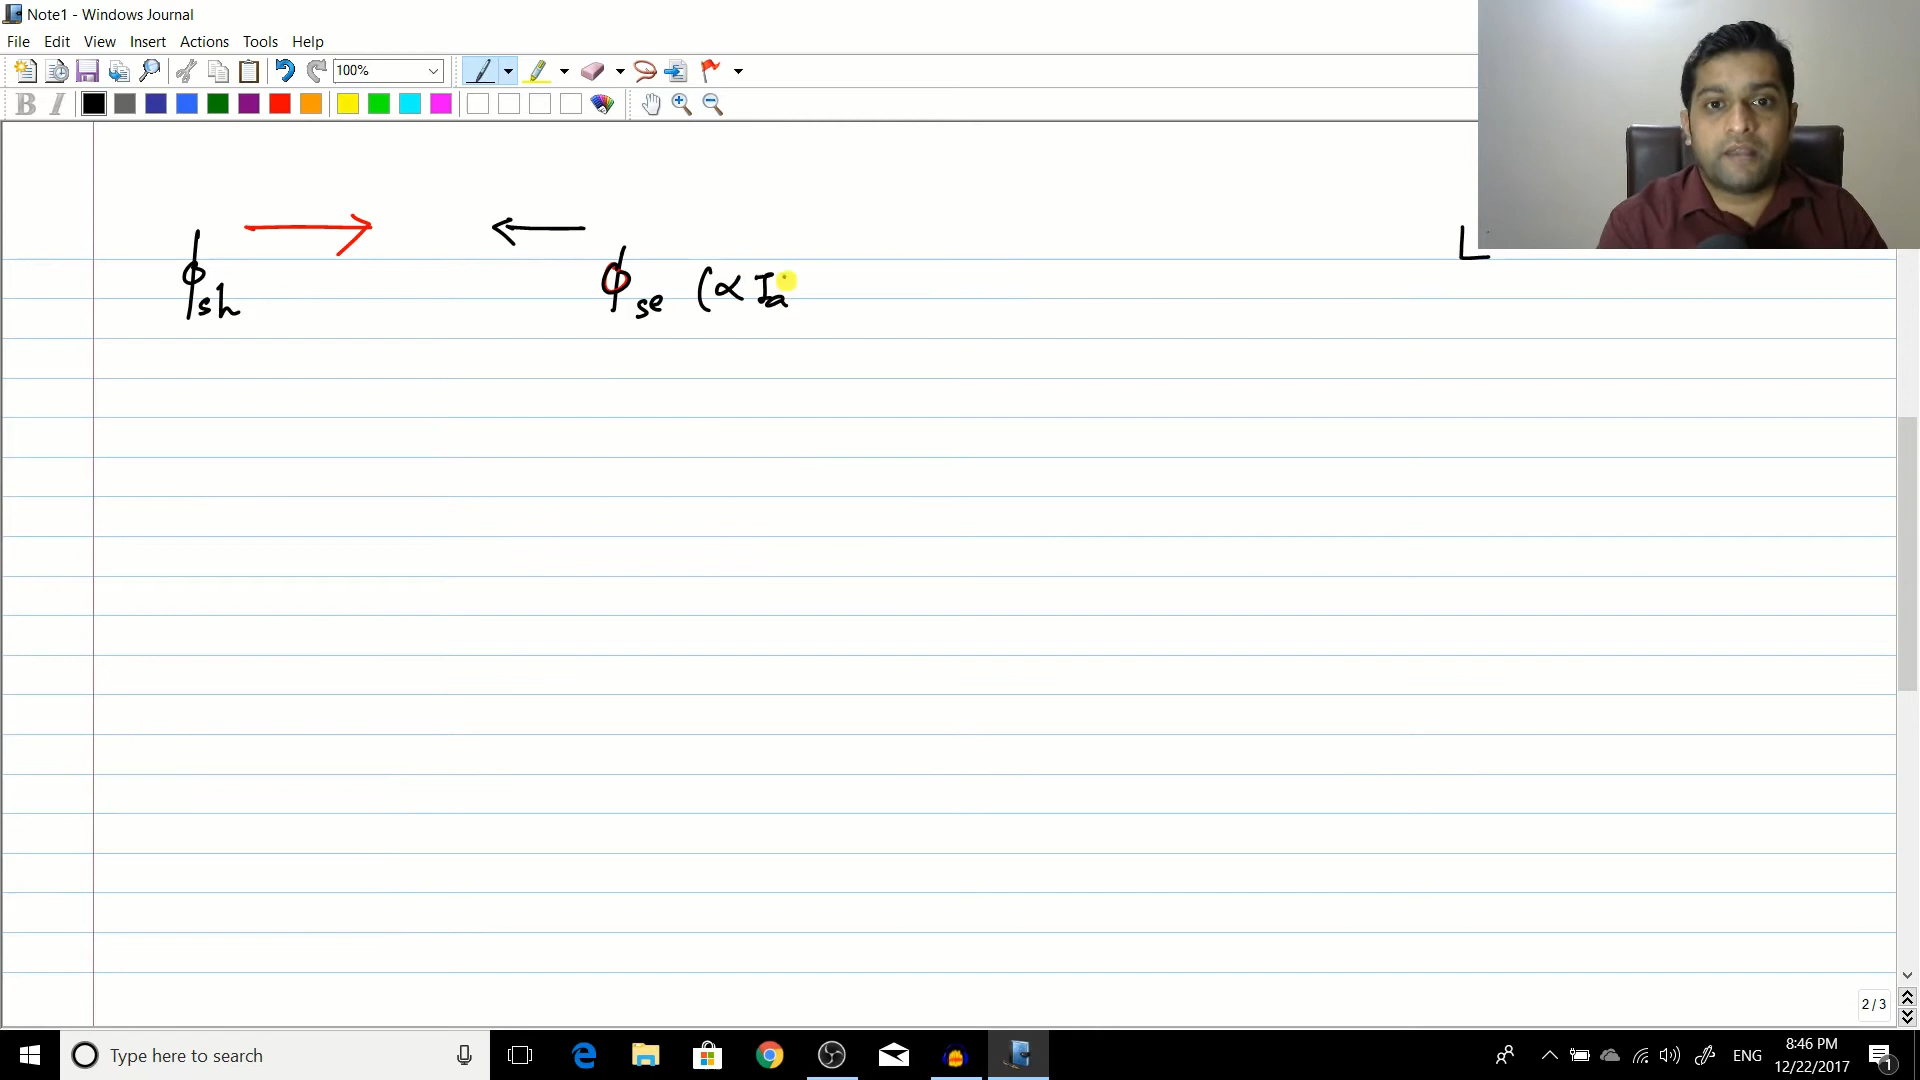 Note1 - Windows Journal
File Edit View Insert Actions Tools Help
100%
B I
ϕsh → ← ϕse (∝ Ia
L
2 / 3
Type here to search
ENG
8:46 PM
12/22/2017
1